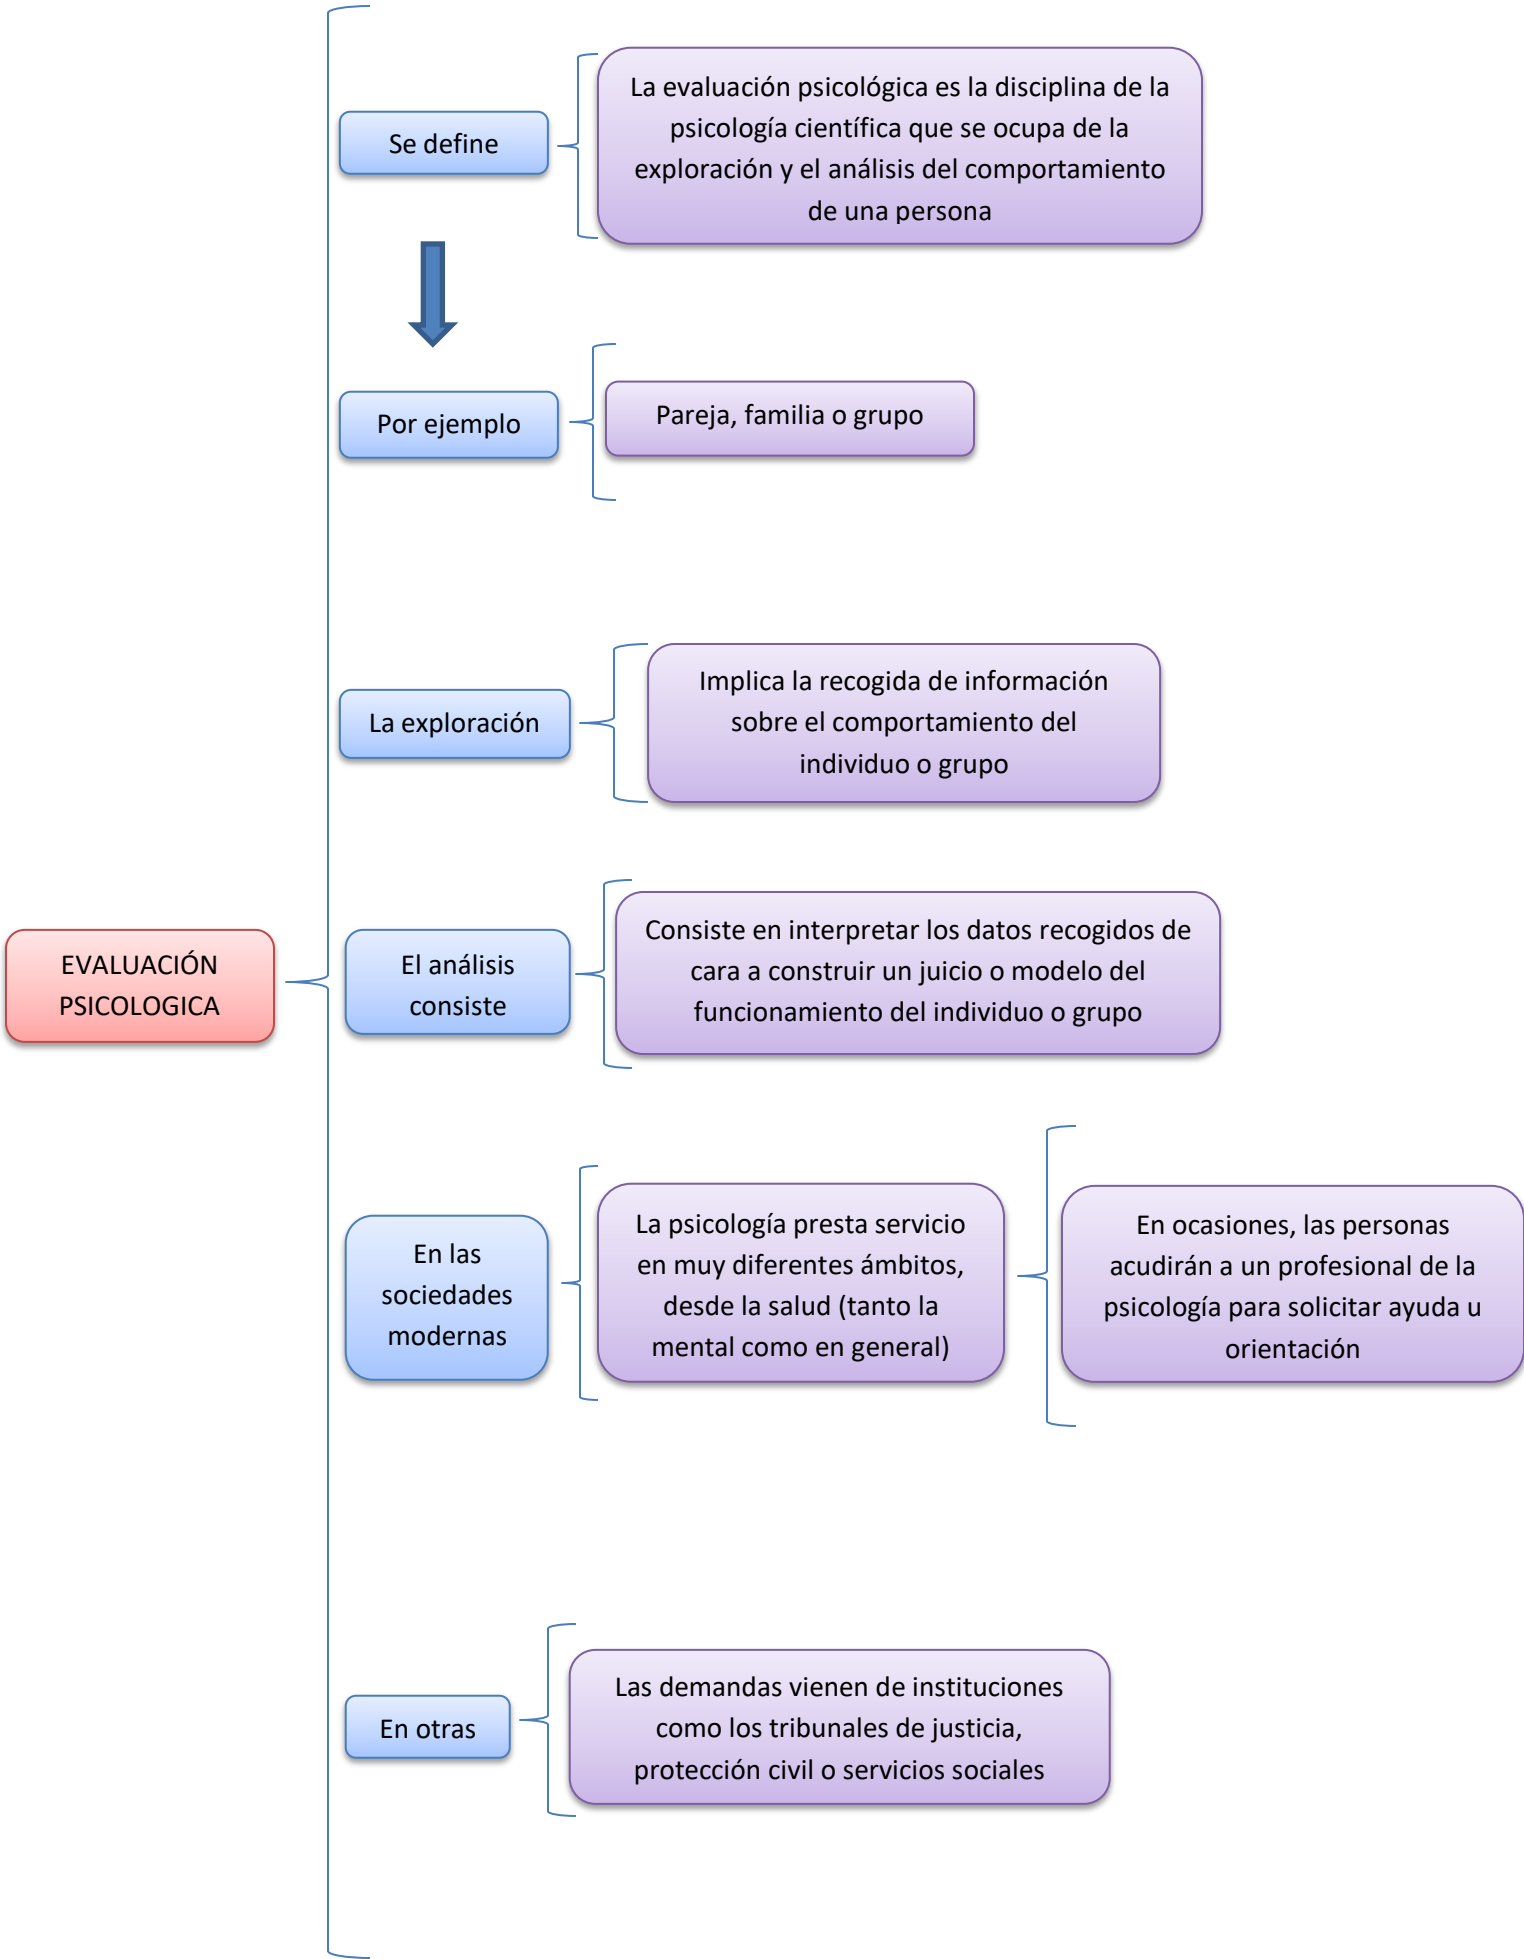 La evaluación psicológica es la disciplina de la
psicología científica que se ocupa de la
exploración y el análisis del comportamiento
de una persona
Se define
Por ejemplo
Pareja, familia o grupo
La exploración
Implica la recogida de información
sobre el comportamiento del
individuo o grupo
EVALUACIÓN
PSICOLOGICA
El análisis
consiste
Consiste en interpretar los datos recogidos de
cara a construir un juicio o modelo del
funcionamiento del individuo o grupo
En las
sociedades
modernas
La psicología presta servicio
en muy diferentes ámbitos,
desde la salud (tanto la
mental como en general)
En ocasiones, las personas
acudirán a un profesional de la
psicología para solicitar ayuda u
orientación
En otras
Las demandas vienen de instituciones
como los tribunales de justicia,
protección civil o servicios sociales